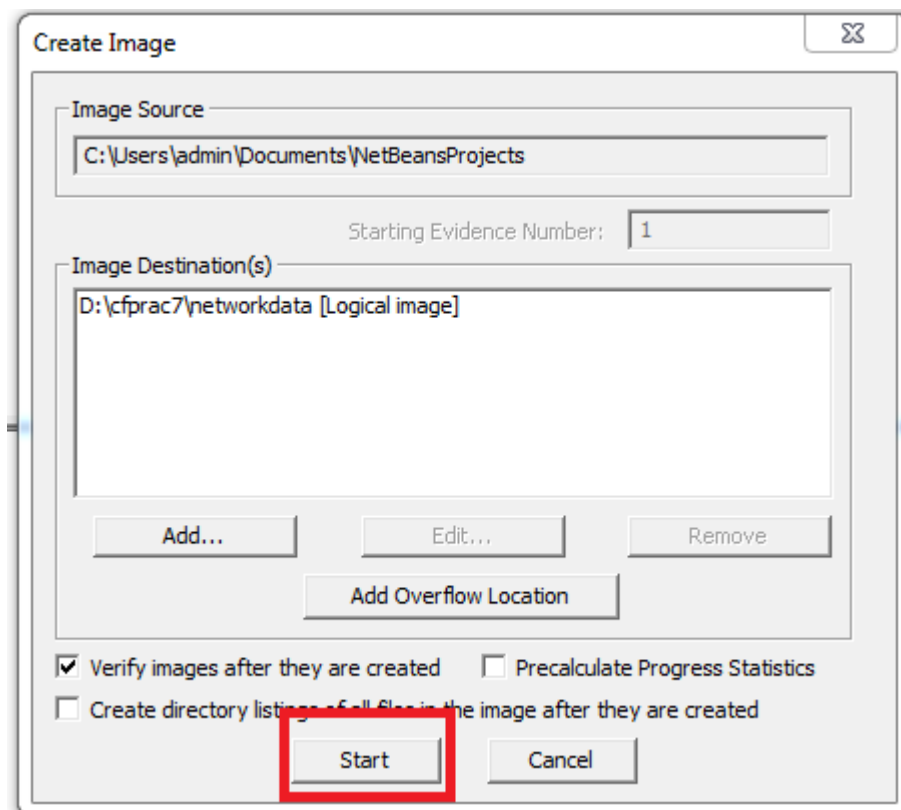 Create Image
Image Source
C:\Users\admin\Documents\NetBeansProjects
Starting Evidence Number: 1
Image Destination(s)
D:\cfprac7\networkdata [Logical image]
Add... Edit... Remove
Add Overflow Location
Verify images after they are created Precalculate Progress Statistics
Create directory listings of all files in the image after they are created
Start Cancel